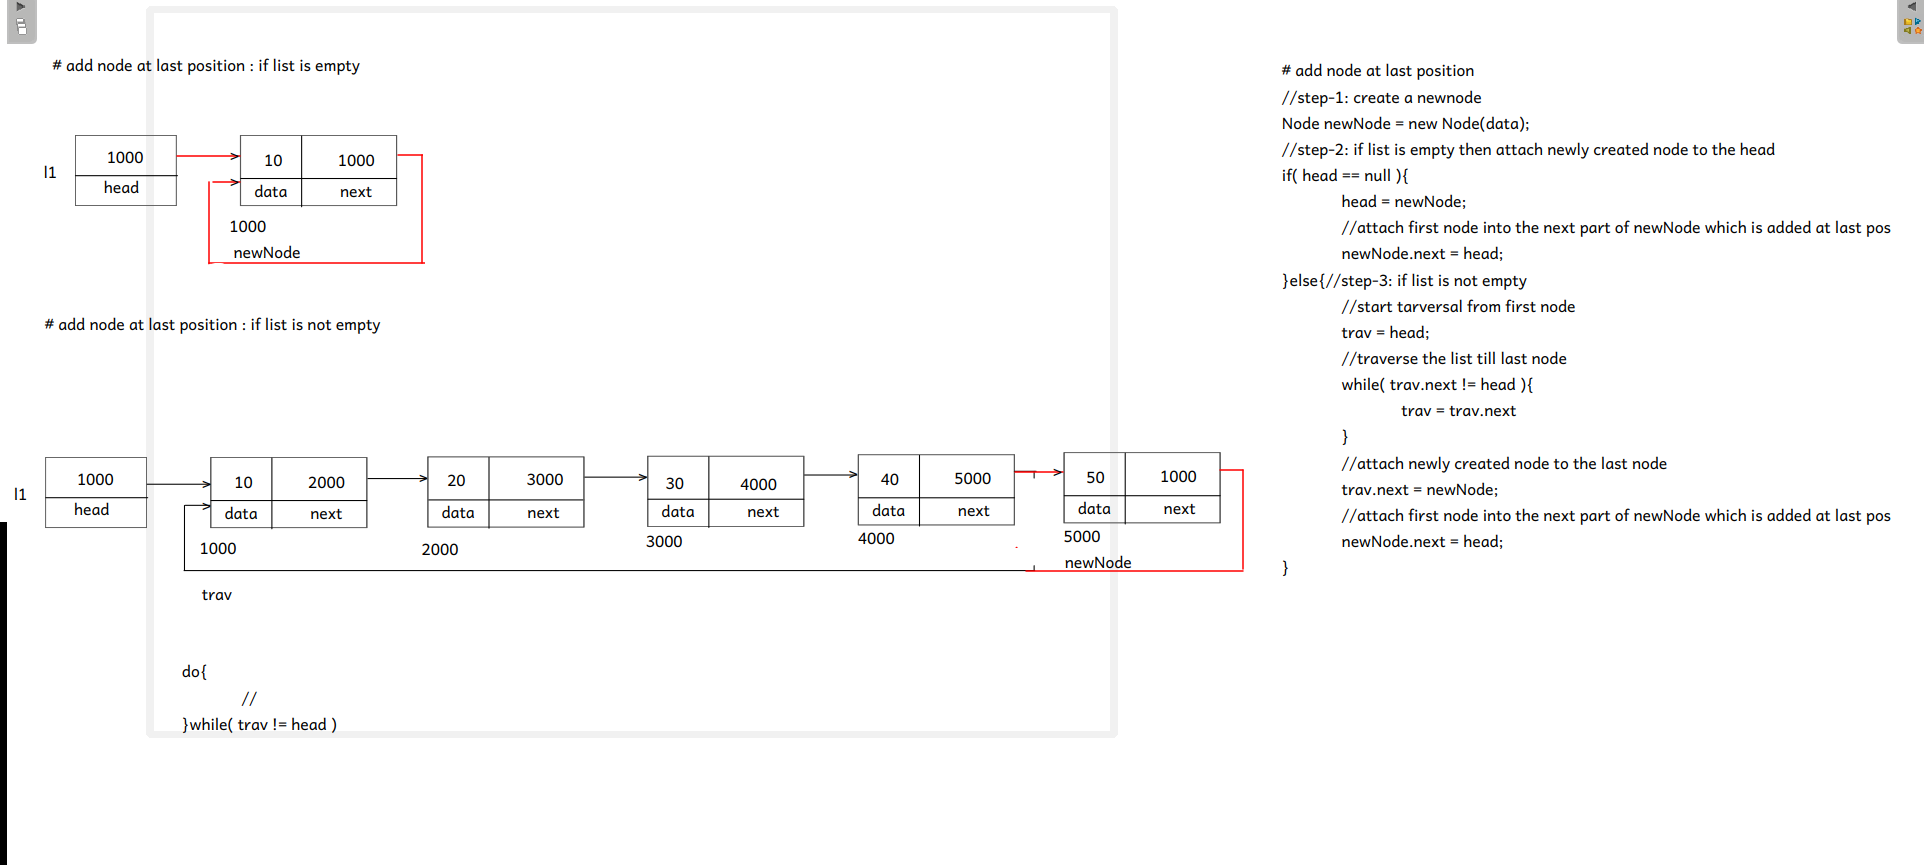 # add node at last position : if list is empty
l1
1000
head
10
1000
data
next
1000
newNode
# add node at last position : if list is not empty
l1
1000
head
10
2000
data
next
1000
trav
20
3000
data
next
2000
30
4000
data
next
3000
40
5000
data
next
4000
50
1000
data
next
5000
newNode
do{
//
}while( trav != head )
# add node at last position
//step-1: create a newnode
Node newNode = new Node(data);
//step-2: if list is empty then attach newly created node to the head
if( head == null ){
head = newNode;
//attach first node into the next part of newNode which is added at last pos
newNode.next = head;
}else{//step-3: if list is not empty
//start tarversal from first node
trav = head;
//traverse the list till last node
while( trav.next != head ){
trav = trav.next
}
//attach newly created node to the last node
trav.next = newNode;
//attach first node into the next part of newNode which is added at last pos
newNode.next = head;
}